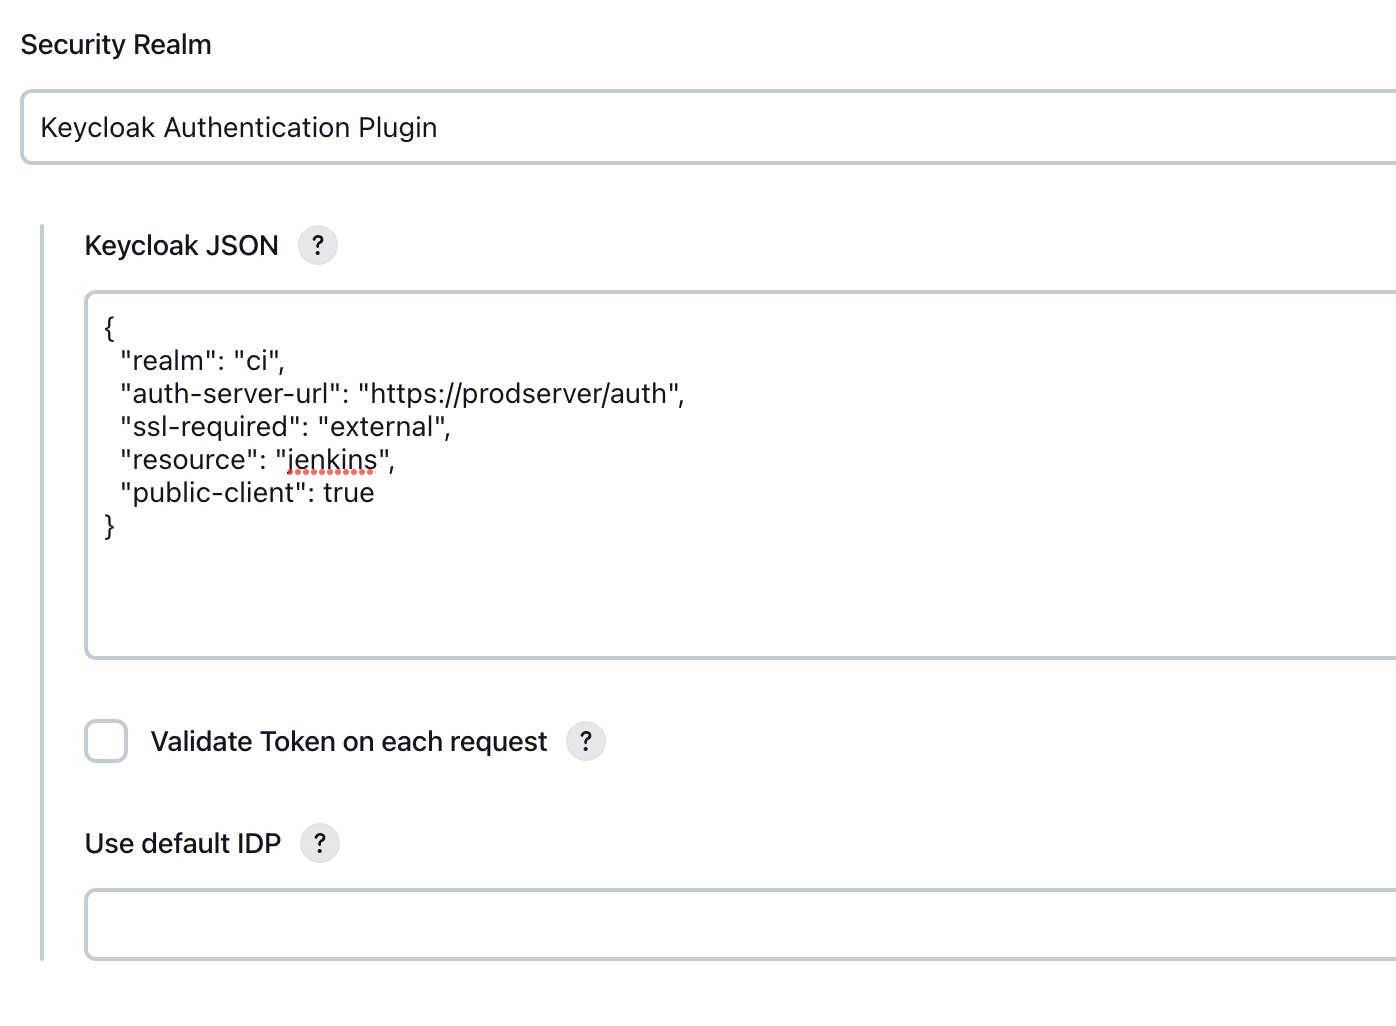 Security Realm
Keycloak Authentication Plugin
Keycloak JSON ?
{
"realm": "ci",
"auth-server-url": "https://prodserver/auth",
"ssl-required": "external",
"resource": "jenkins",
"public-client": true
}
Validate Token on each request ?
Use default IDP ?